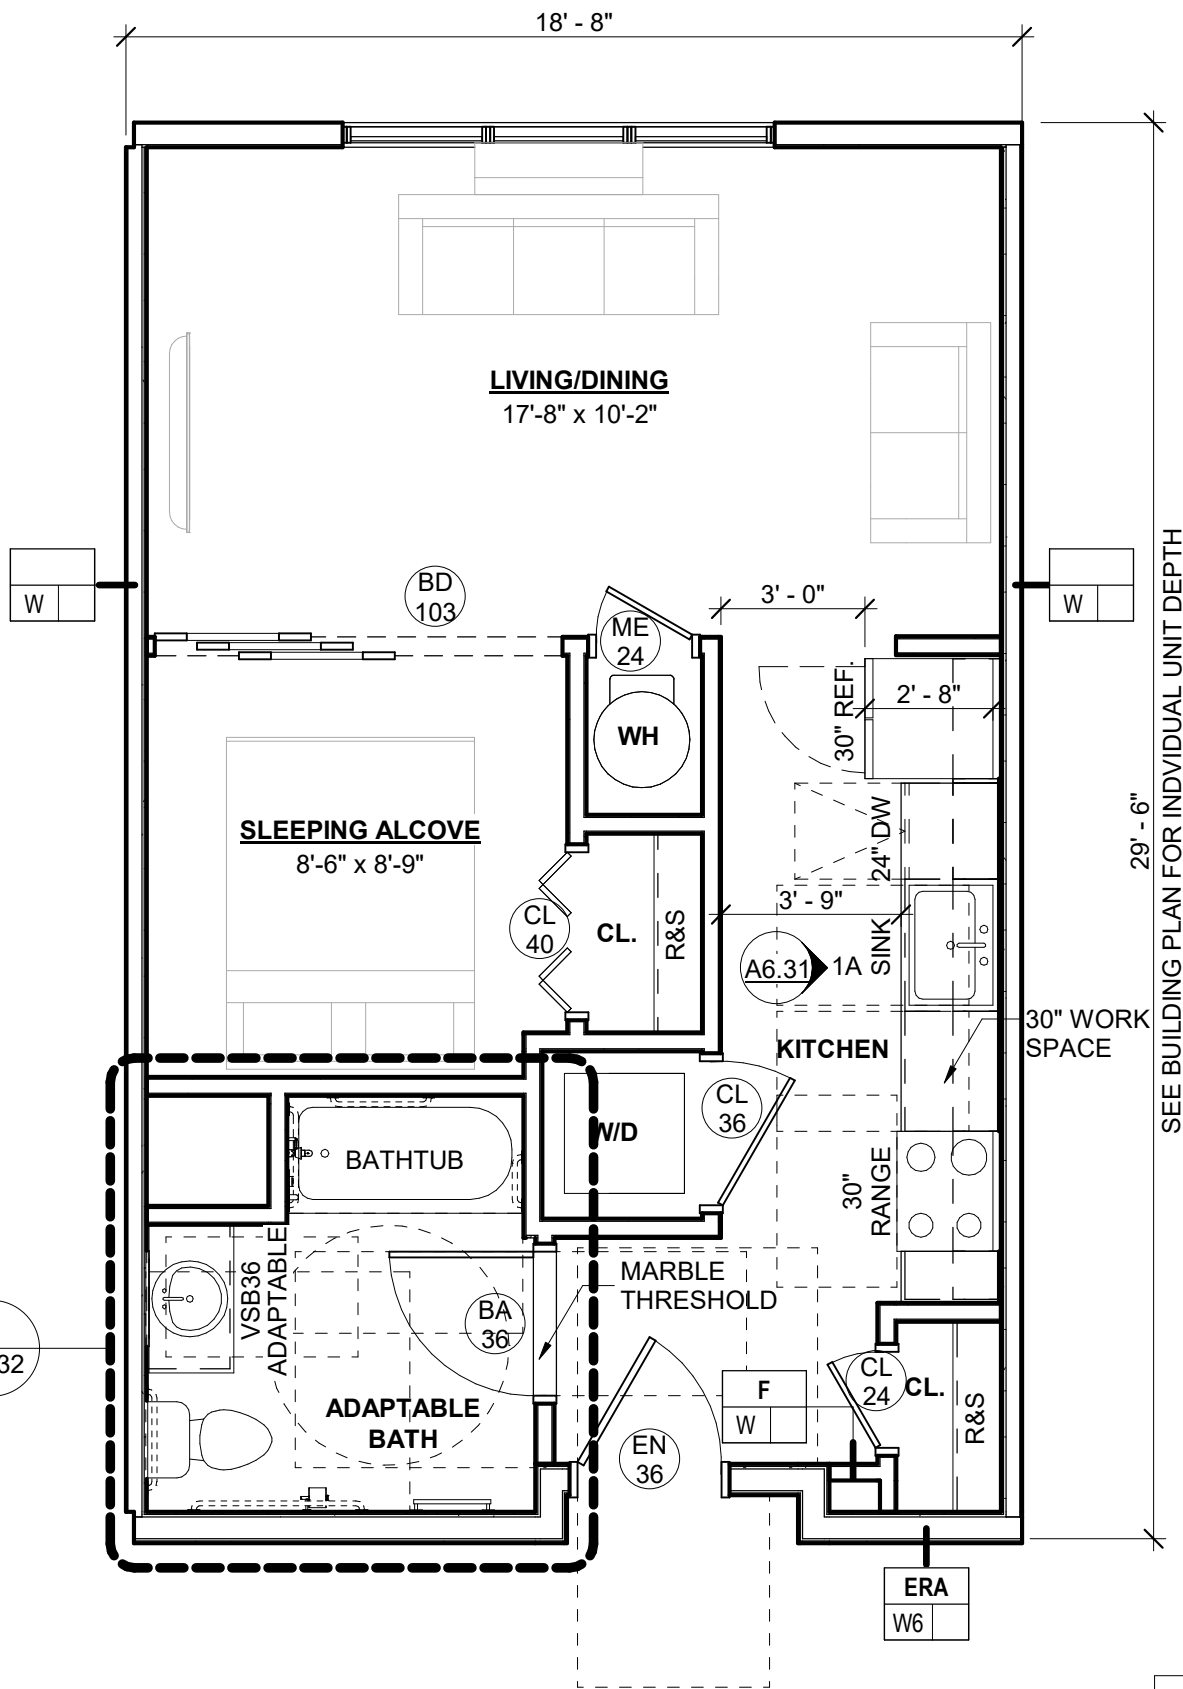 18' - 8"
LIVING/DINING
17'-8" x 10'-2"
W
BD
103
ME
24
3' - 0"
W
30" REF.
2' - 8"
WH
SLEEPING ALCOVE
8'-6" x 8'-9"
24" DW
29' - 6"
SEE BUILDING PLAN FOR INDVIDUAL UNIT DEPTH
CL
40
CL.
R&S
3' - 9"
A6.31
1A
SINK
KITCHEN
30" WORK
SPACE
W/D
CL
36
BATHTUB
30"
RANGE
VSB36
ADAPTABLE
MARBLE
THRESHOLD
BA
36
32
ADAPTABLE
BATH
F
W
CL
24
CL.
R&S
EN
36
ERA
W6